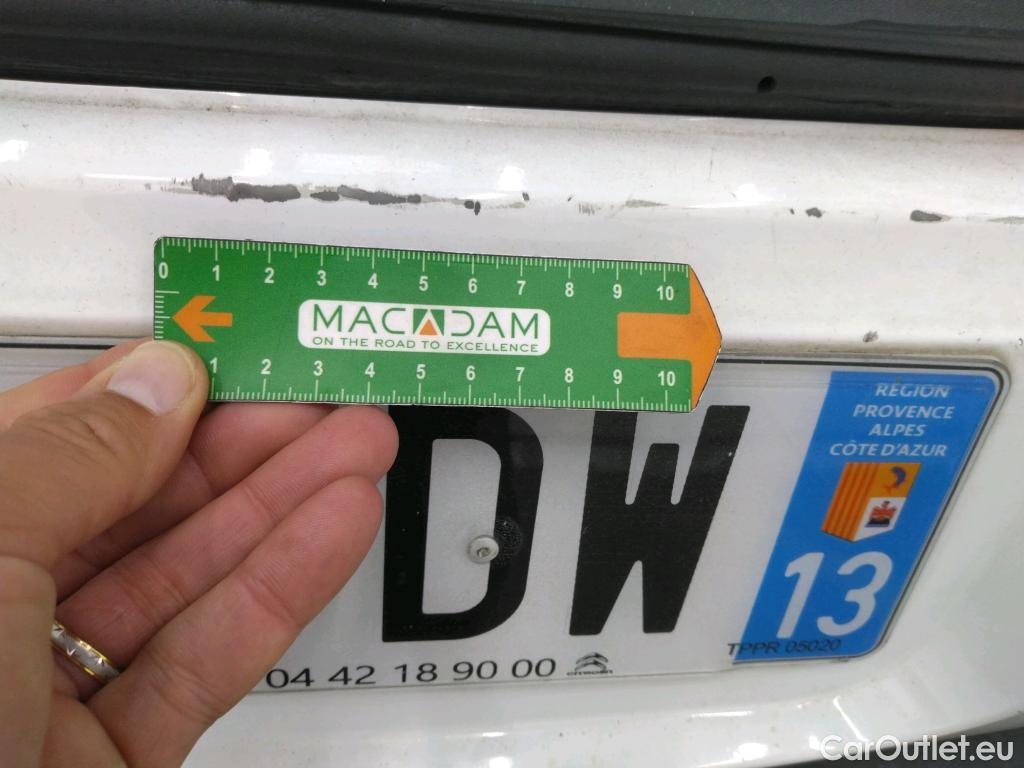 0 1 2 3 4 5 6 7 8 9 10
MACADAM
ON THE ROAD TO EXCELLENCE
1 2 3 4 5 6 7 8 9 10
DW
RÉGION
PROVENCE
ALPES
CÔTE D'AZUR
13
TPPR 05020
04 42 18 90 00 CITROËN
CarOutlet.eu